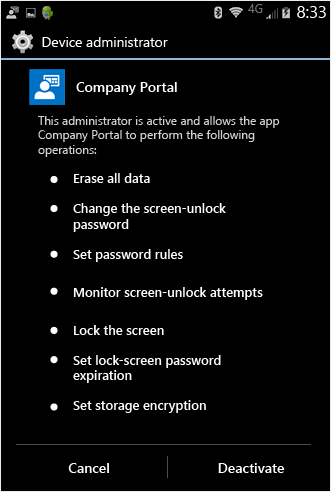 4G 8:33
Device administrator
Company Portal
This administrator is active and allows the app
Company Portal to perform the following
operations:
Erase all data
Change the screen-unlock
password
Set password rules
Monitor screen-unlock attempts
Lock the screen
Set lock-screen password
expiration
Set storage encryption
Cancel Deactivate